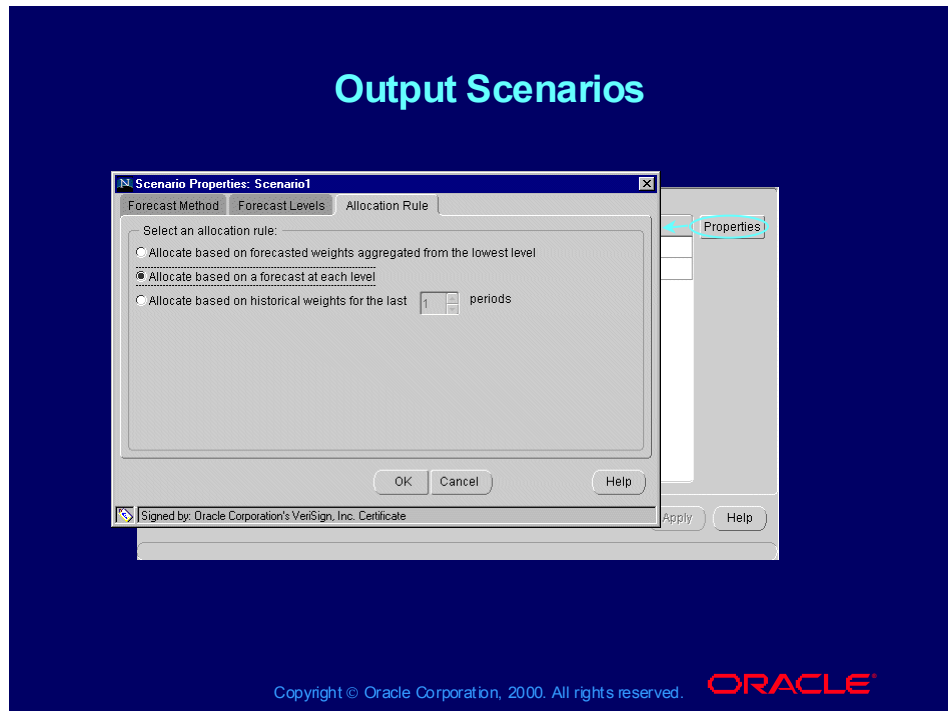 Output Scenarios
Scenario Properties: Scenario1
Forecast Method Forecast Levels Allocation Rule
Properties
Select an allocation rule:
Allocate based on forecasted weights aggregated from the lowest level
Allocate based on a forecast at each level
Allocate based on historical weights for the last 1 periods
OK Cancel Help
Signed by: Oracle Corporation's VeriSign, Inc. Certificate
Apply Help
Copyright © Oracle Corporation, 2000. All rights reserved.
ORACLE